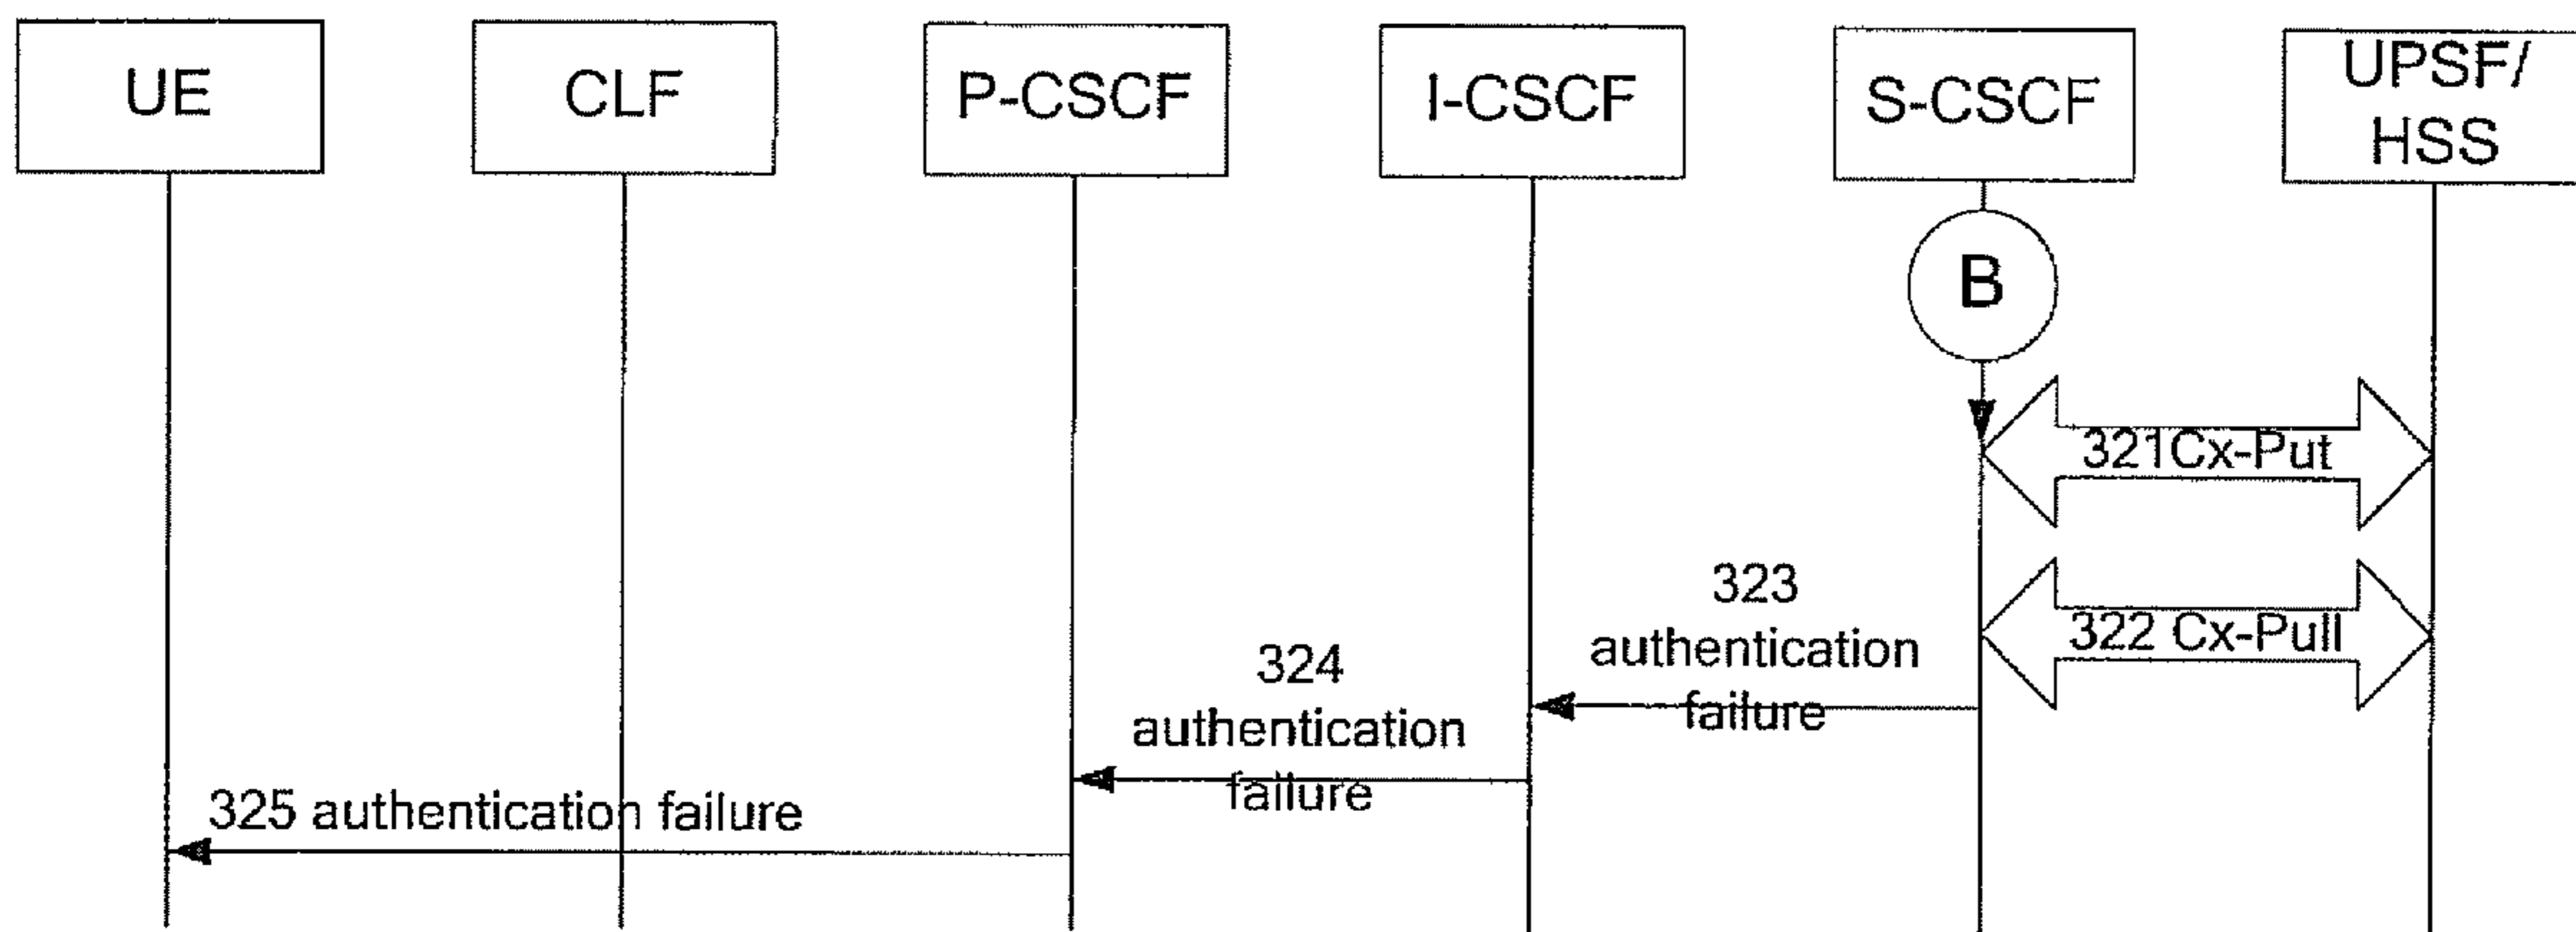 UE
CLF
P-CSCF
I-CSCF
S-CSCF
UPSF/
HSS
B
321Cx-Put
322 Cx-Pull
323
authentication
failure
324
authentication
failure
325 authentication failure